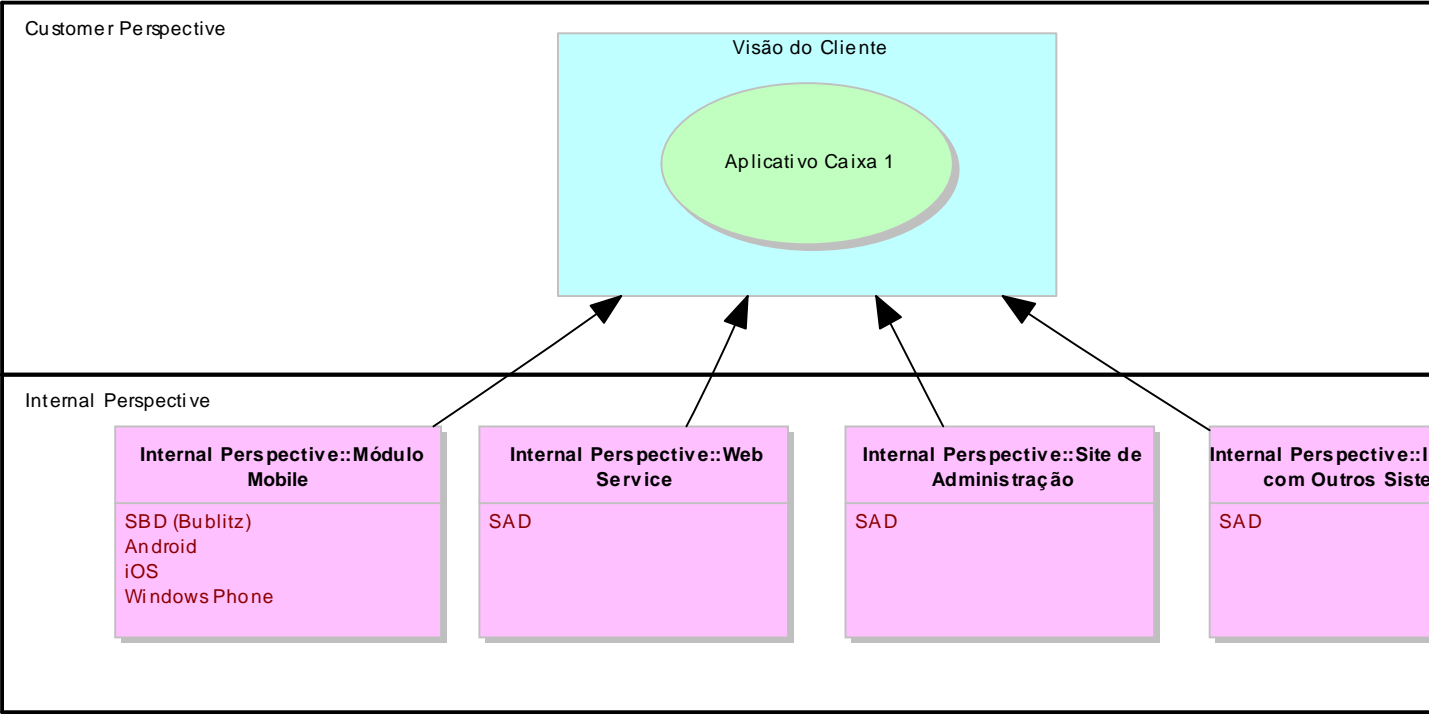 Customer Perspective
Visão do Cliente
Aplicativo Caixa 1
Internal Perspective
Internal Perspective::Módulo
Mobile
SBD (Bublitz)
Android
iOS
Windows Phone
Internal Perspective::Web
Service
SAD
Internal Perspective::Site de
Administração
SAD
Internal Perspective::I
com Outros Siste
SAD